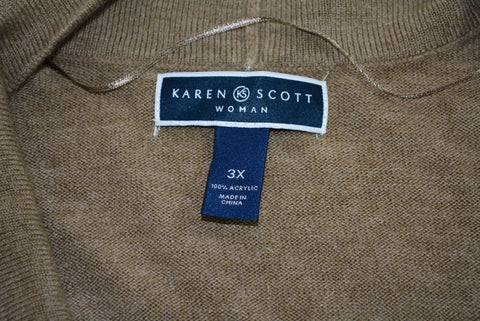 KAREN KS SCOTT
WOMAN
3X
100% ACRYLIC
MADE IN
CHINA